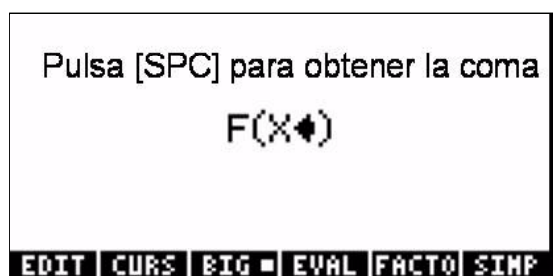 Pulsa [SPC] para obtener la coma
F(X◀)
EDIT CURS BIG ■ EVAL FACTO SIMP